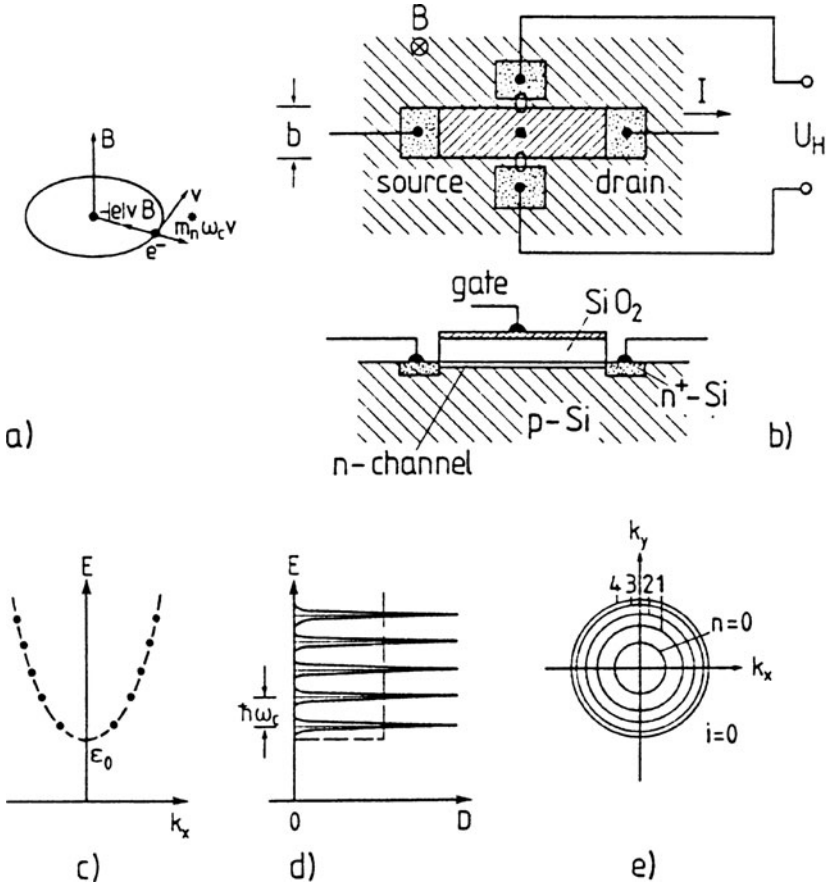 B
v
-|e|v B
e⁻
m_n ω_c v
a)
B
b
I
U_H
source
drain
gate
SiO₂
n⁺-Si
p-Si
n-channel
b)
E
ε₀
k_x
c)
E
ħω_c
0
D
d)
k_y
4 3 2 1
n=0
k_x
i=0
e)